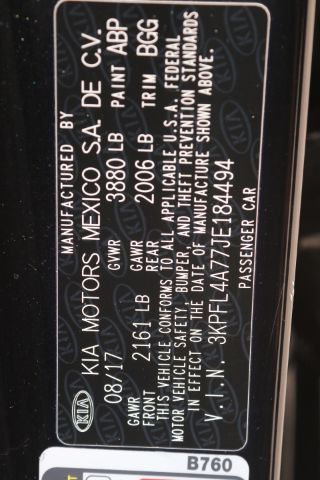 MANUFACTURED BY
KIA KIA MOTORS MEXICO S.A. DE C.V.
08/17 GVWR 3880 LB PAINT ABP
GAWR FRONT 2161 LB GAWR REAR 2006 LB TRIM BGG
THIS VEHICLE CONFORMS TO ALL APPLICABLE U.S.A. FEDERAL
MOTOR VEHICLE SAFETY BUMPER, AND THEFT PREVENTION STANDARDS
IN EFFECT ON THE DATE OF MANUFACTURE SHOWN ABOVE.
V.I.N. 3KPFL4A77JE184494
PASSENGER CAR
B760